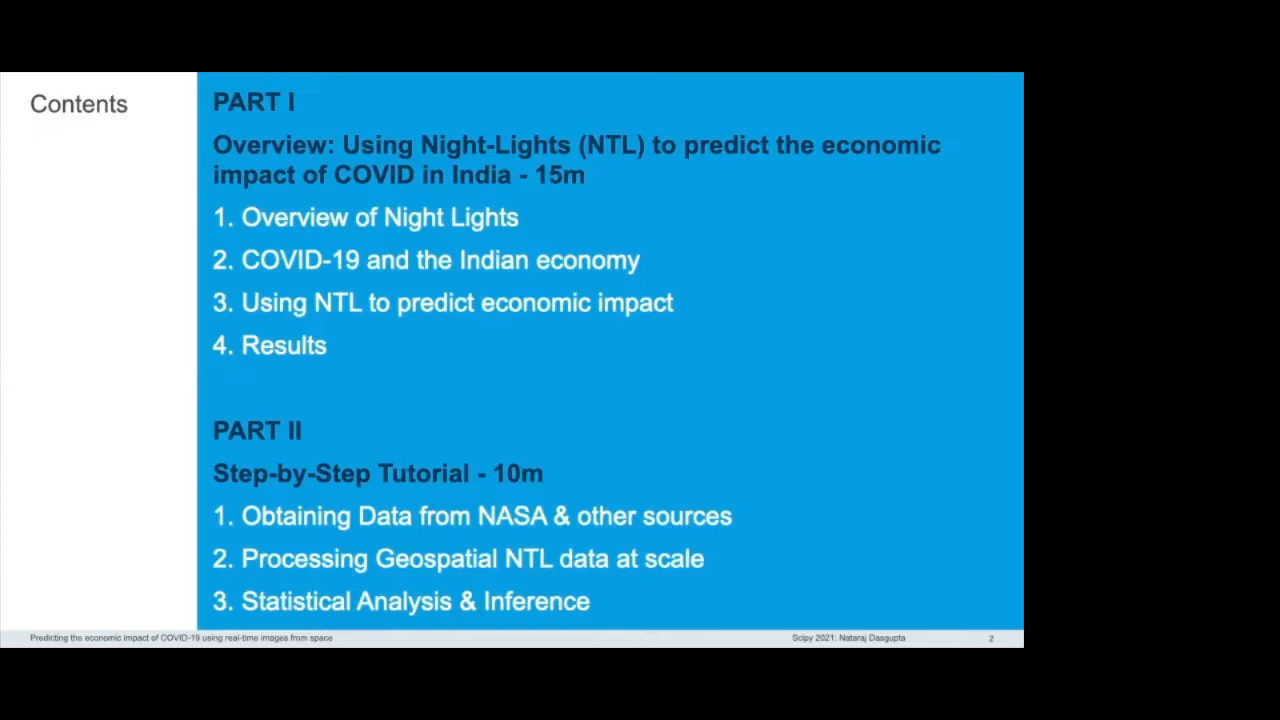 Contents
PART I
Overview: Using Night-Lights (NTL) to predict the economic
impact of COVID in India - 15m
1. Overview of Night Lights
2. COVID-19 and the Indian economy
3. Using NTL to predict economic impact
4. Results
PART II
Step-by-Step Tutorial - 10m
1. Obtaining Data from NASA & other sources
2. Processing Geospatial NTL data at scale
3. Statistical Analysis & Inference
Predicting the economic impact of COVID-19 using real-time images from space
Scipy 2021: Nataraj Dasgupta
2